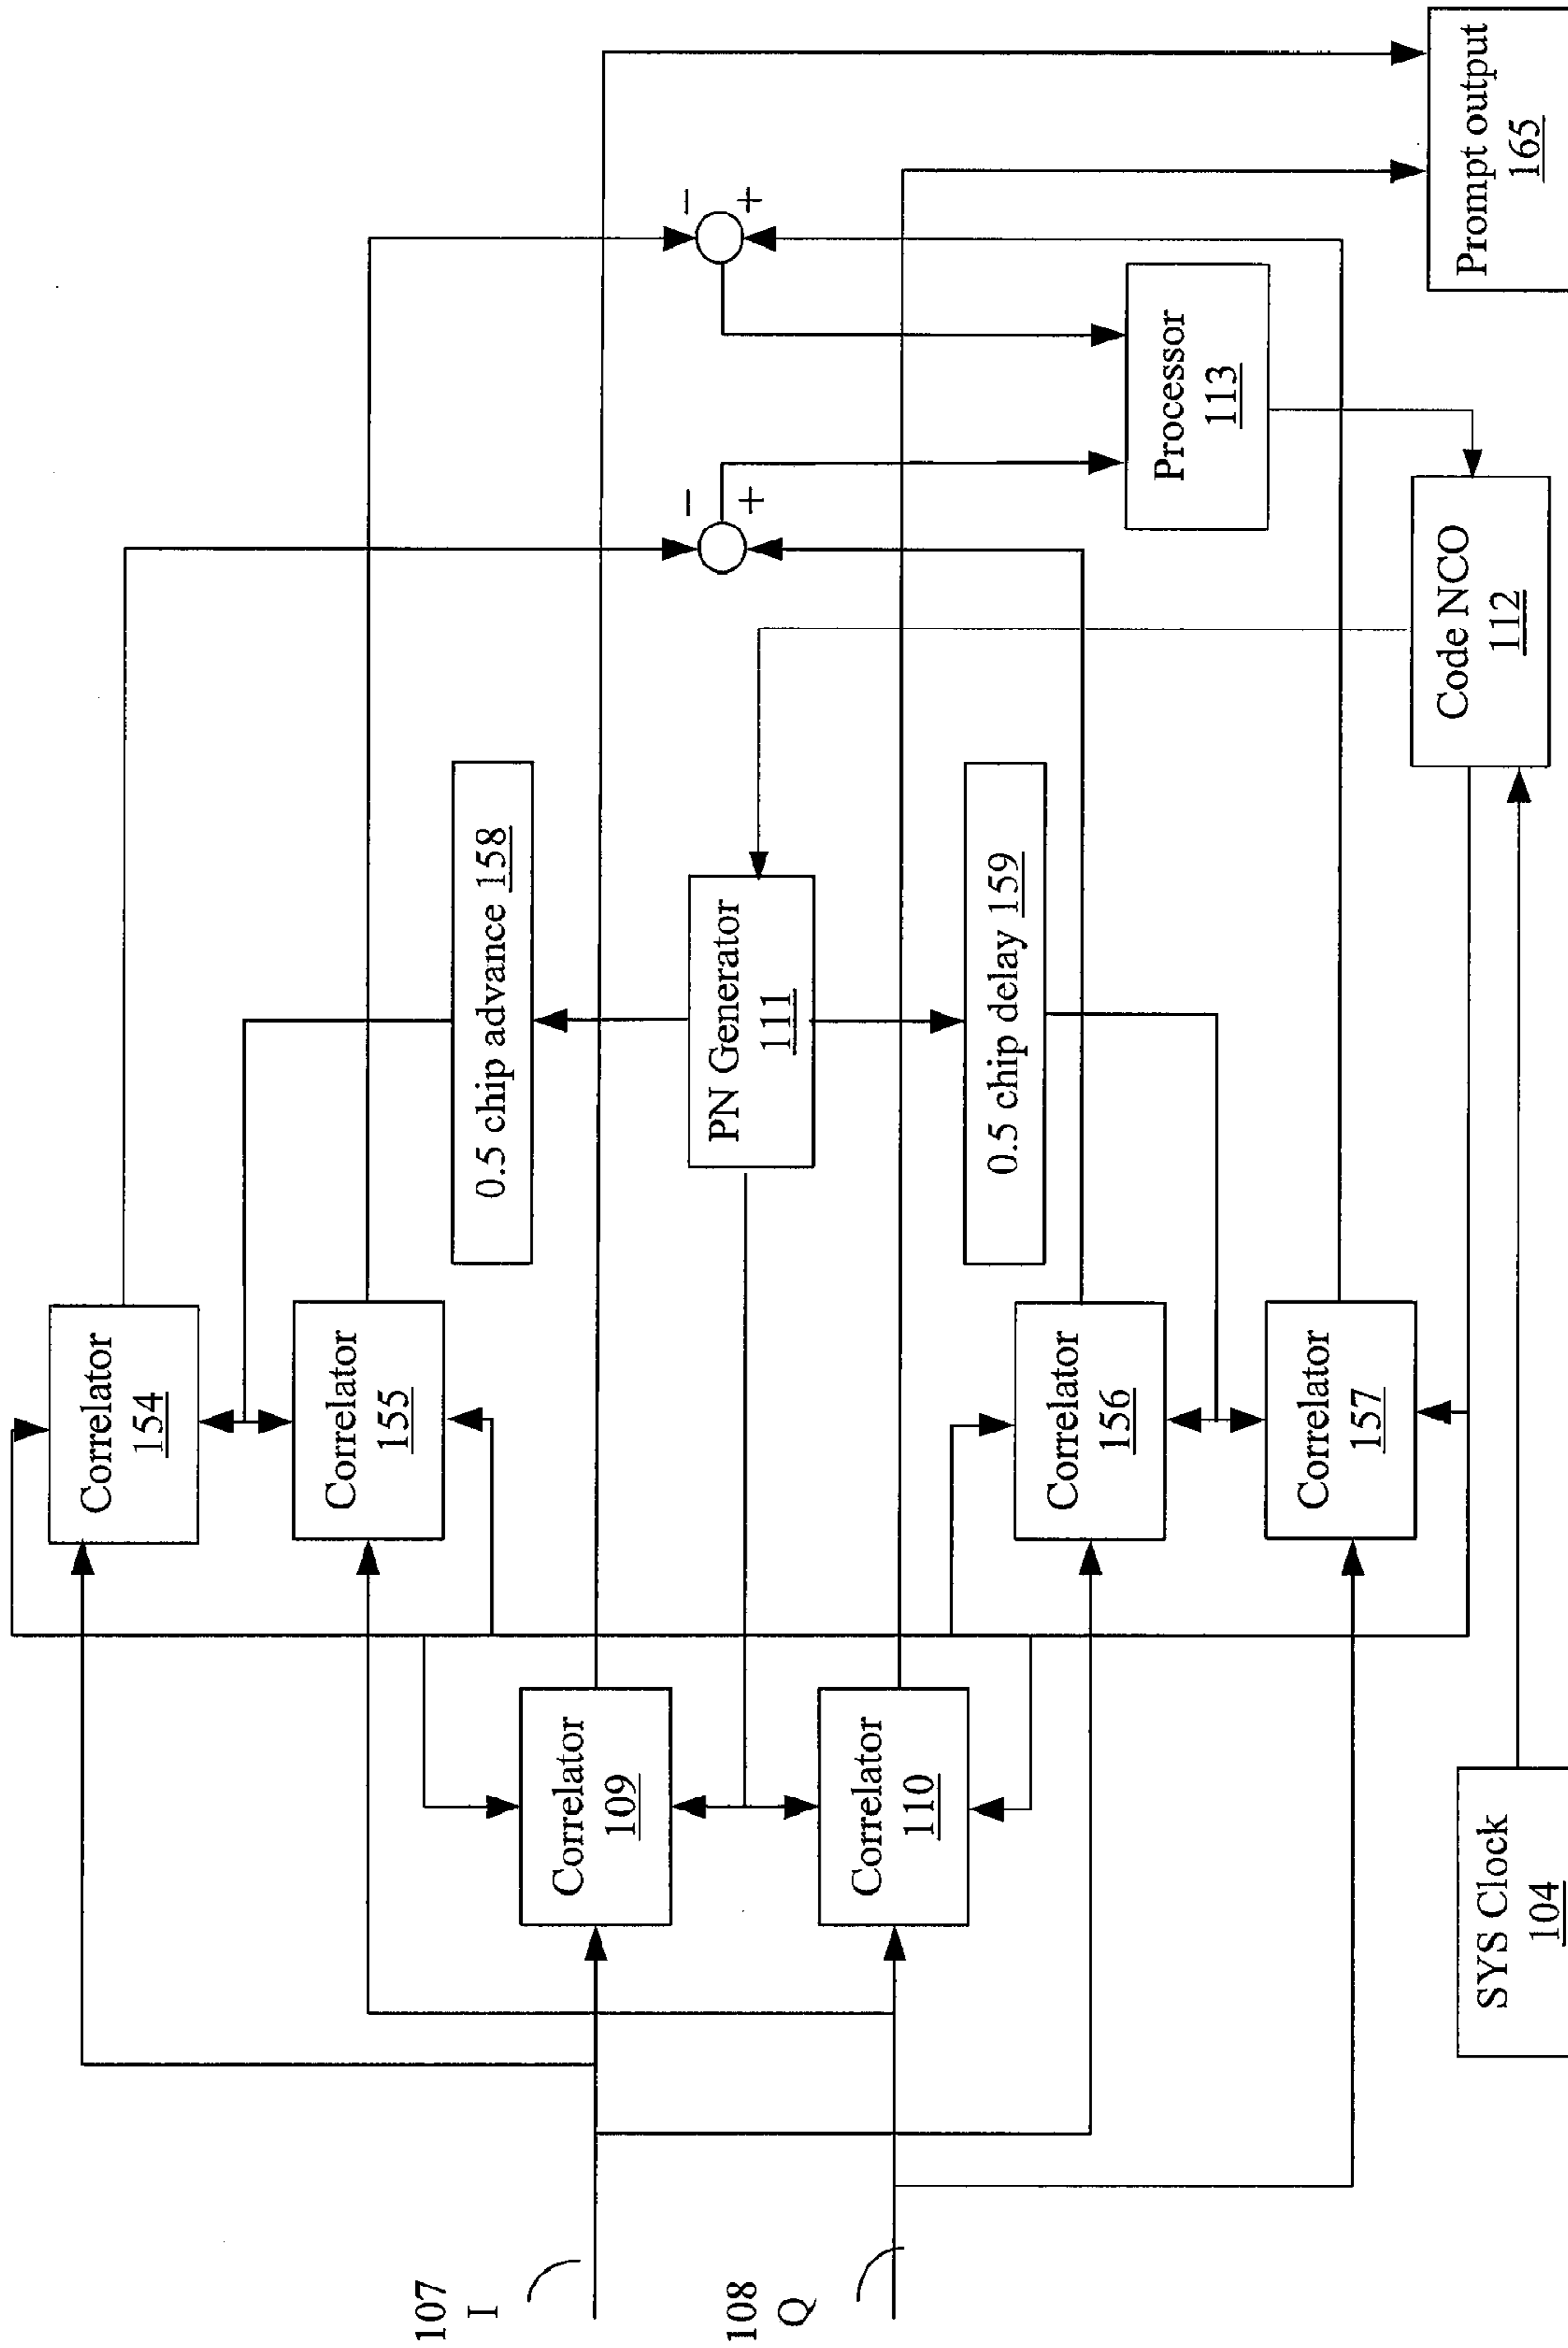 107
I
108
Q
Correlator
154
Correlator
155
Correlator
109
Correlator
110
Correlator
156
Correlator
157
0.5 chip advance 158
PN Generator
111
0.5 chip delay 159
−
+
−
+
Processor
113
Code NCO
112
SYS Clock
104
Prompt output
165